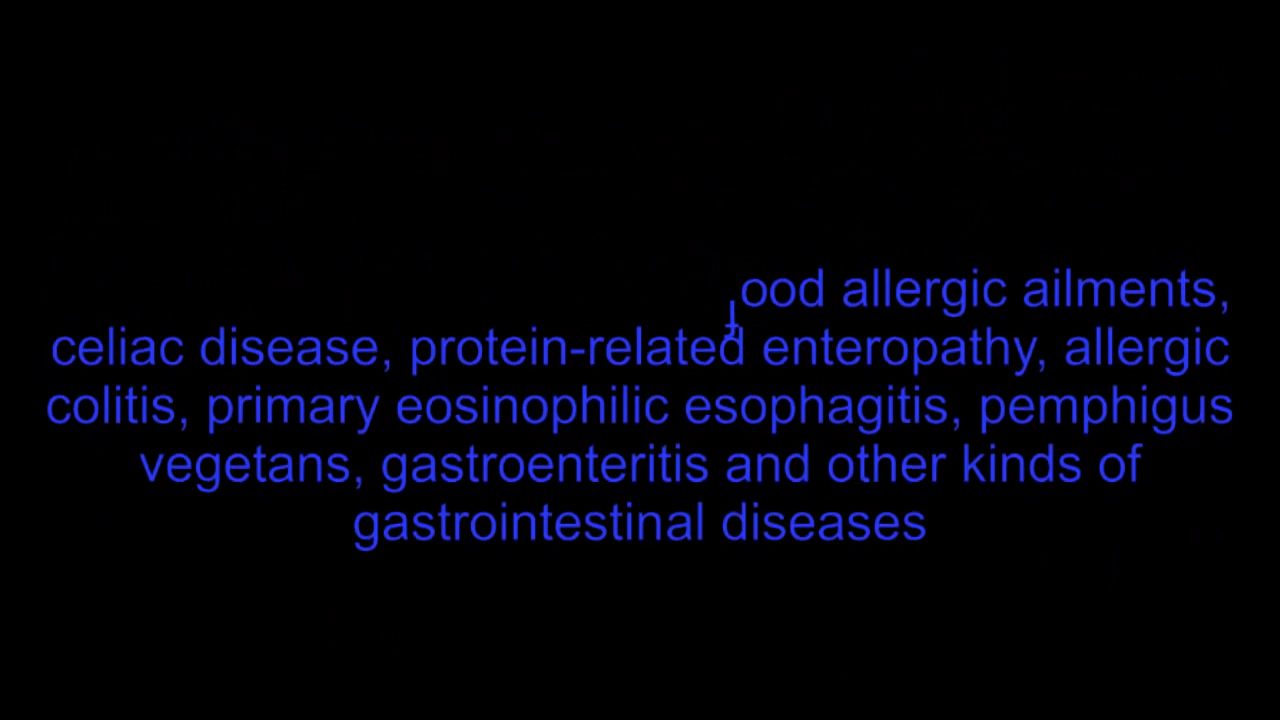 ood allergic ailments,
celiac disease, protein-related enteropathy, allergic
colitis, primary eosinophilic esophagitis, pemphigus
vegetans, gastroenteritis and other kinds of
gastrointestinal diseases